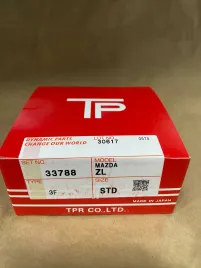 TP
DYNAMIC PARTS
CHANGE OUR WORLD
LOT NO.
30617
SET NO.
33788
MODEL
MAZDA
ZL
TYPE
3F
SIZE
STD
MADE IN JAPAN
TPR CO.,LTD.